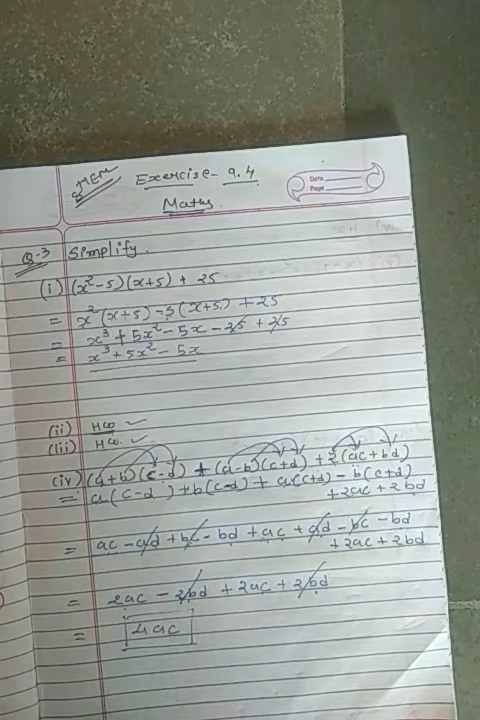 Exercise - 9.4
Date
Page
Maths
Q-3 Simplify.
(i) (x²-5)(x+5) + 25
= x²(x+5) -5(x+5) + 25
= x³ + 5x² - 5x - 25 + 25
= x³ + 5x² - 5x
(ii) HW ✓
(iii) HW. ✓
(iv) (a+b)(c-d) + (a-b)(c+d) + 2(ac+bd)
= a(c-d) + b(c-d) + a(c+d) - b(c+d)
+ 2ac + 2bd
= ac - ad + bc - bd + ac + ad - bc - bd
+ 2ac + 2bd
= 2ac - 2bd + 2ac + 2bd
= 4ac